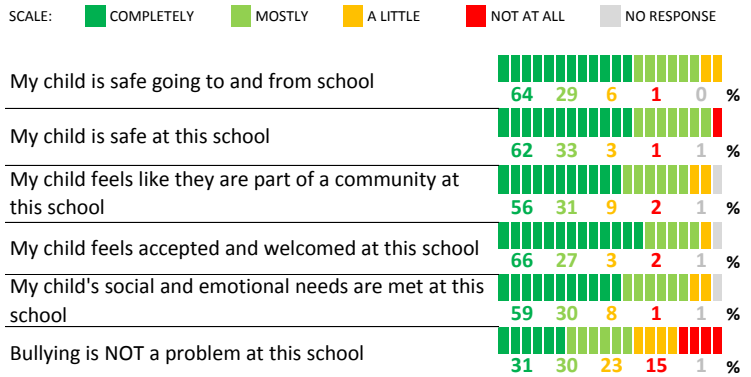 SCALE: COMPLETELY MOSTLY A LITTLE NOT AT ALL NO RESPONSE
My child is safe going to and from school
64 29 6 1 0 %
My child is safe at this school
62 33 3 1 1 %
My child feels like they are part of a community at
this school
56 31 9 2 1 %
My child feels accepted and welcomed at this school
66 27 3 2 1 %
My child's social and emotional needs are met at this
school
59 30 8 1 1 %
Bullying is NOT a problem at this school
31 30 23 15 1 %